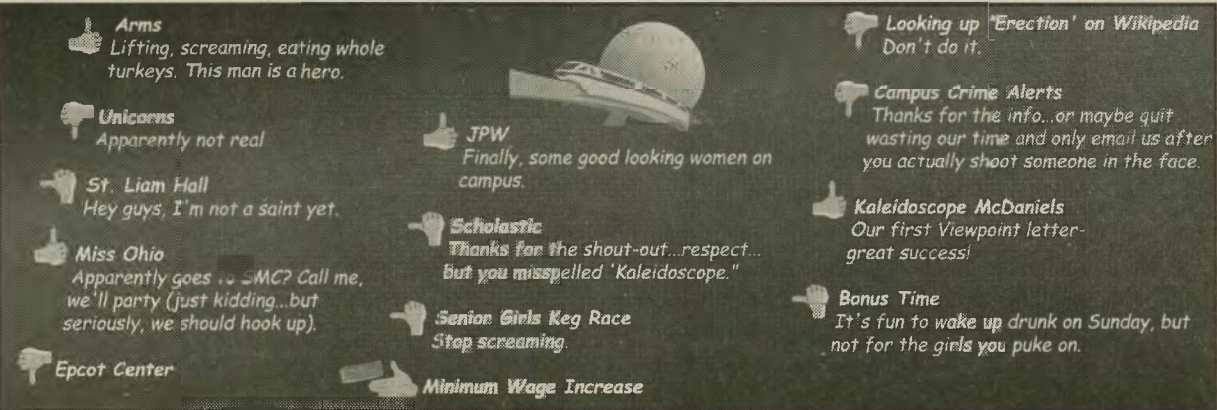 Arms
Lifting, screaming, eating whole
turkeys. This man is a hero.
Unicorns
Apparently not real
St. Liam Hall
Hey guys, I'm not a saint yet.
Miss Ohio
Apparently goes to SMC? Call me,
we'll party (just kidding...but
seriously, we should hook up).
Epcot Center
JPW
Finally, some good looking women on
campus.
Scholastic
Thanks for the shout-out...respect...
but you misspelled 'Kaleidoscope."
Senior Girls Keg Race
Stop screaming.
Minimum Wage Increase
Looking up 'Erection' on Wikipedia
Don't do it.
Campus Crime Alerts
Thanks for the info...or maybe quit
wasting our time and only email us after
you actually shoot someone in the face.
Kaleidoscope McDaniels
Our first Viewpoint letter-
great success!
Bonus Time
It's fun to wake up drunk on Sunday, but
not for the girls you puke on.